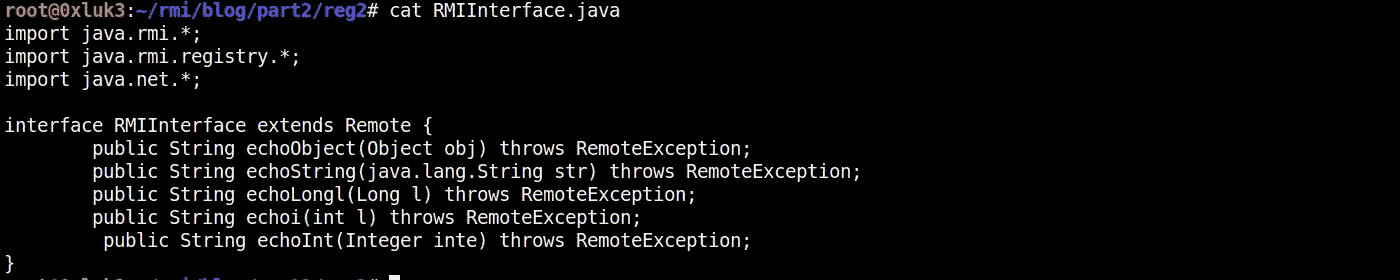 root@0xluk3:~/rmi/blog/part2/reg2# cat RMIInterface.java
import java.rmi.*;
import java.rmi.registry.*;
import java.net.*;

interface RMIInterface extends Remote {
        public String echoObject(Object obj) throws RemoteException;
        public String echoString(java.lang.String str) throws RemoteException;
        public String echoLongl(Long l) throws RemoteException;
        public String echoi(int l) throws RemoteException;
         public String echoInt(Integer inte) throws RemoteException;
}